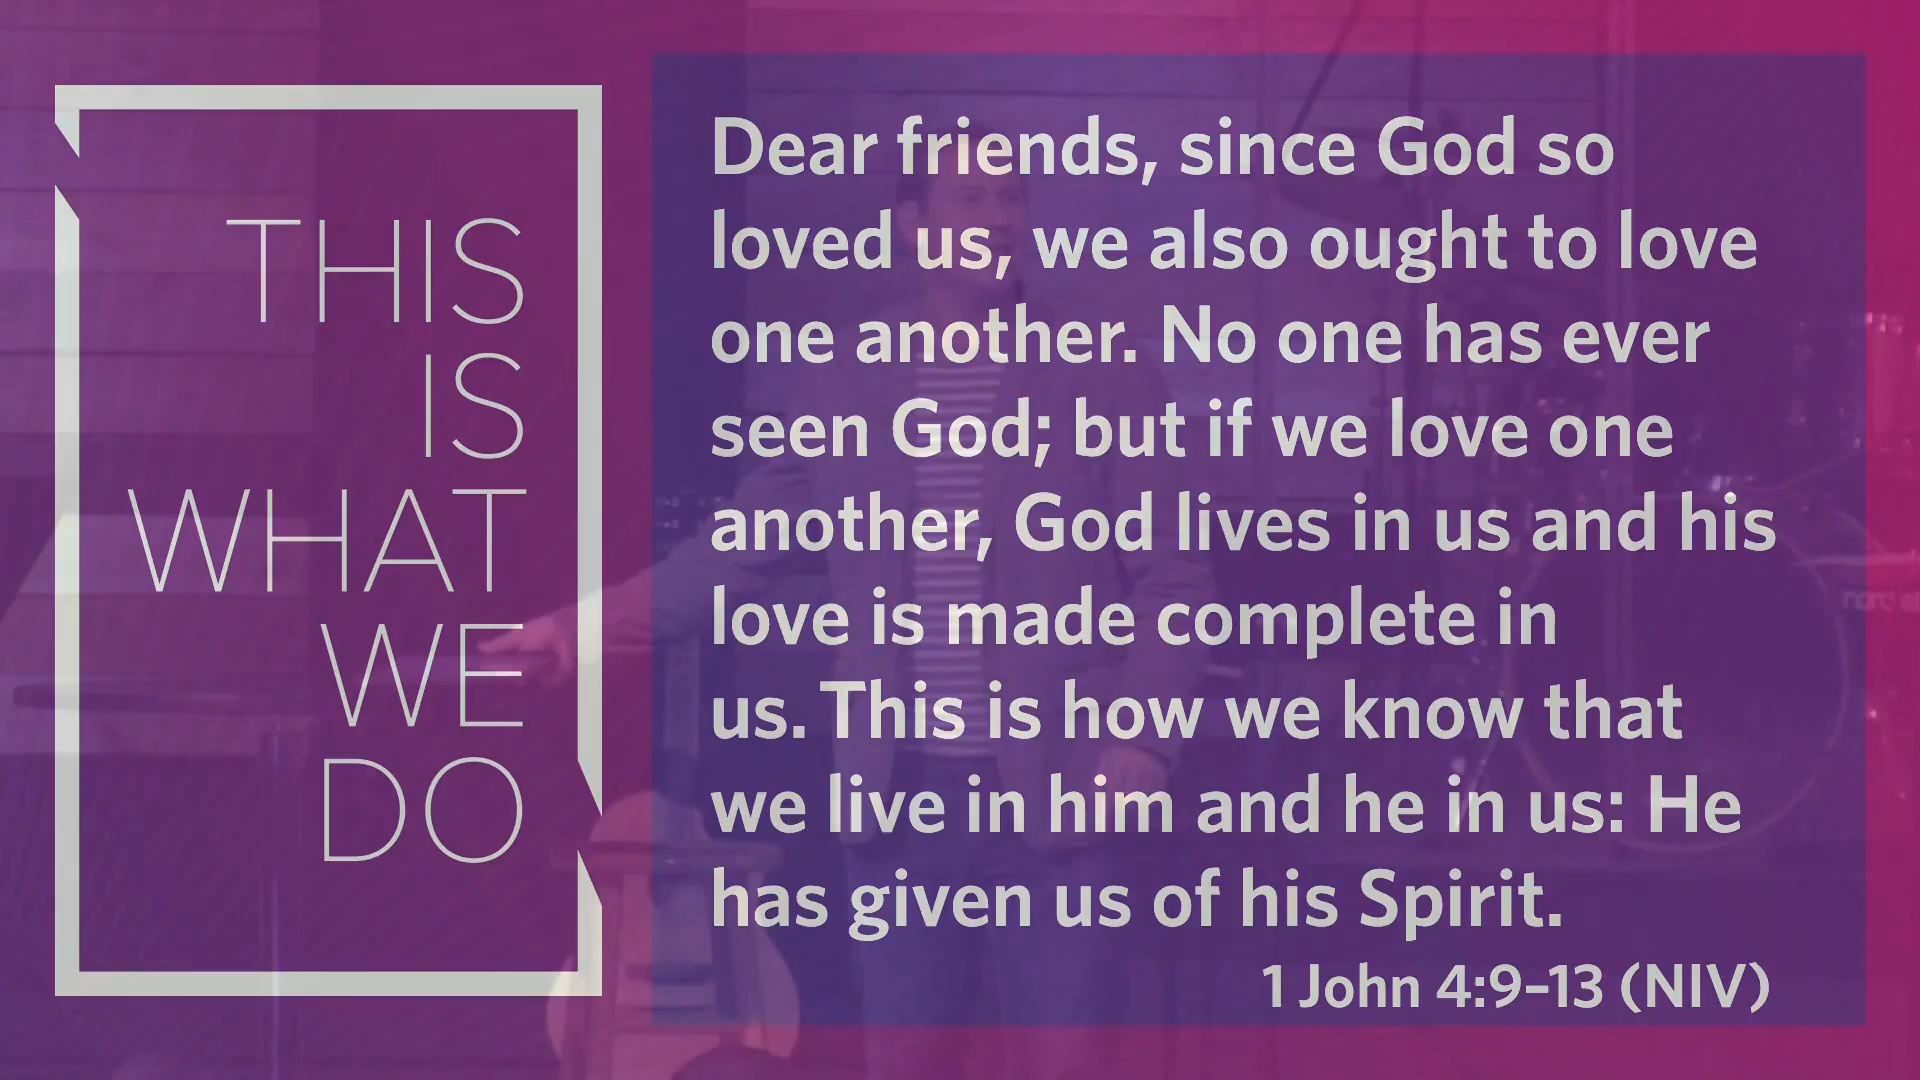 THIS
IS
WHAT
WE
DO
Dear friends, since God so
loved us, we also ought to love
one another. No one has ever
seen God; but if we love one
another, God lives in us and his
love is made complete in
us. This is how we know that
we live in him and he in us: He
has given us of his Spirit.
1 John 4:9–13 (NIV)
nord